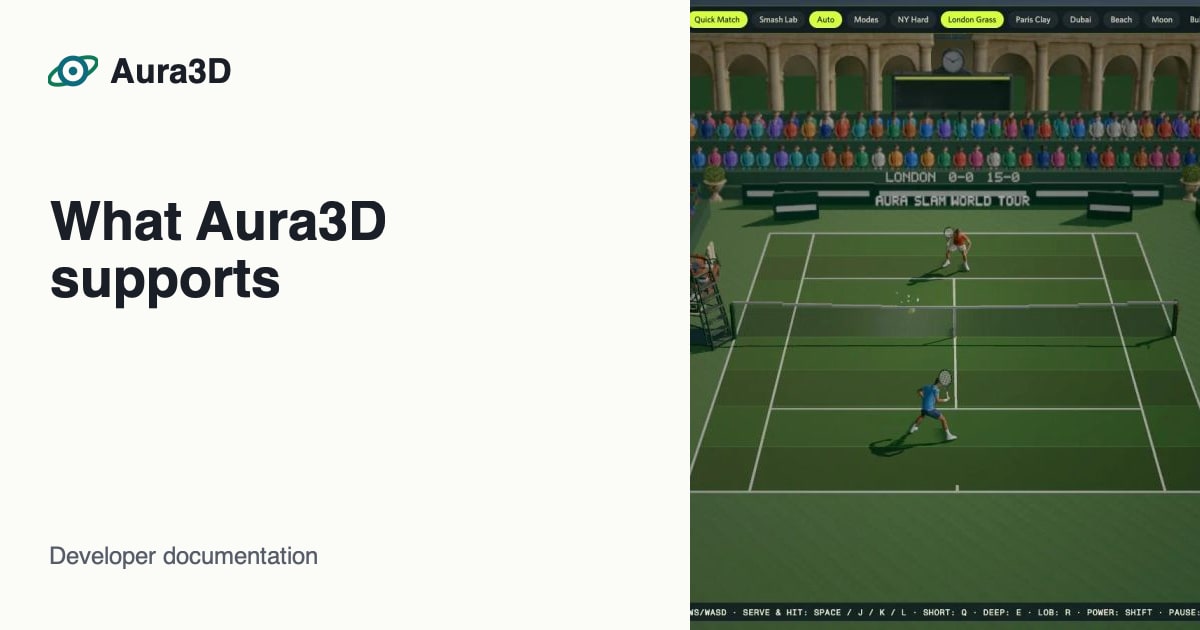 Aura3D
What Aura3D
supports
Developer documentation
Quick Match Smash Lab Auto Modes NY Hard London Grass Paris Clay Dubai Beach Moon
LONDON 0-0 15-0
AURA SLAM WORLD TOUR
WS/WASD · SERVE & HIT: SPACE / J / K / L · SHORT: Q · DEEP: E · LOB: R · POWER: SHIFT · PAUSE: